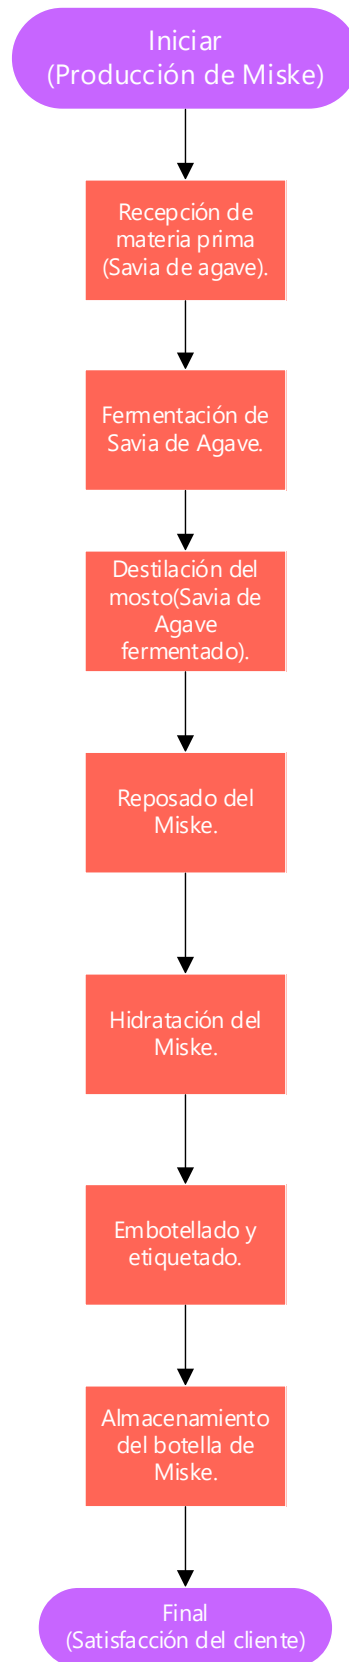 Iniciar
(Producción de Miske)
Recepción de
materia prima
(Savia de agave).
Fermentación de
Savia de Agave.
Destilación del
mosto(Savia de
Agave
fermentado).
Reposado del
Miske.
Hidratación del
Miske.
Embotellado y
etiquetado.
Almacenamiento
del botella de
Miske.
Final
(Satisfacción del cliente)